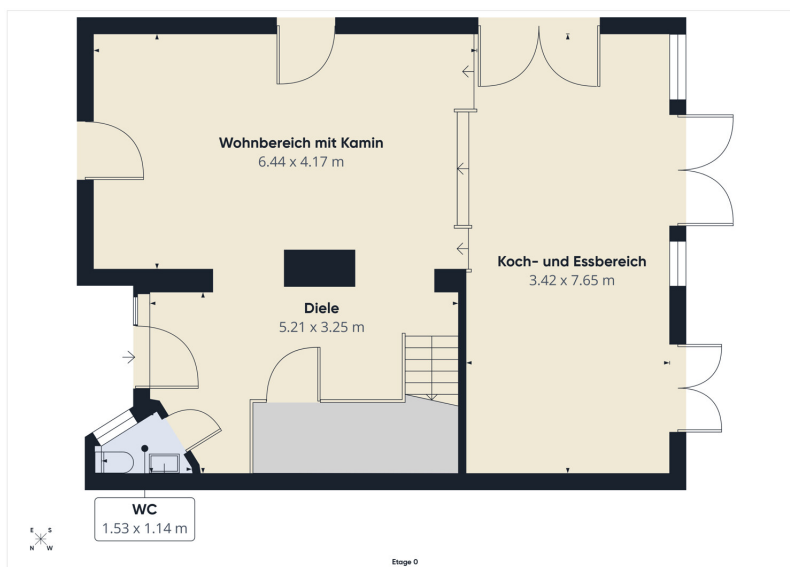 Wohnbereich mit Kamin
6.44 x 4.17 m
Koch- und Essbereich
3.42 x 7.65 m
Diele
5.21 x 3.25 m
WC
1.53 x 1.14 m
E S
N W
Etage 0